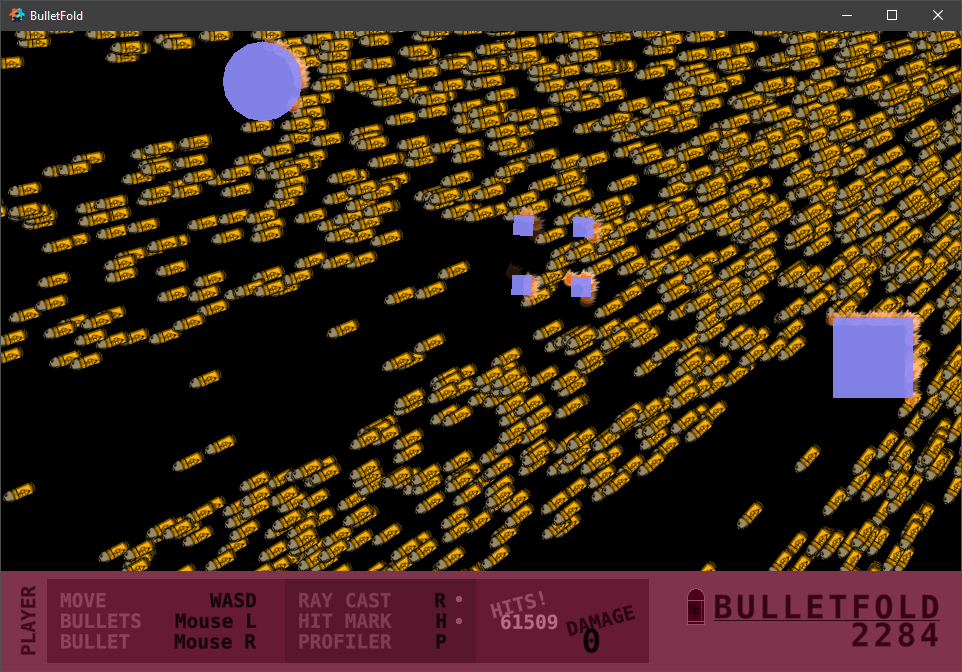 BulletFold
PLAYER
MOVE WASD
BULLETS Mouse L
BULLET Mouse R
RAY CAST R
HIT MARK H
PROFILER P
HITS!
61509
DAMAGE
0
BULLETFOLD
2284